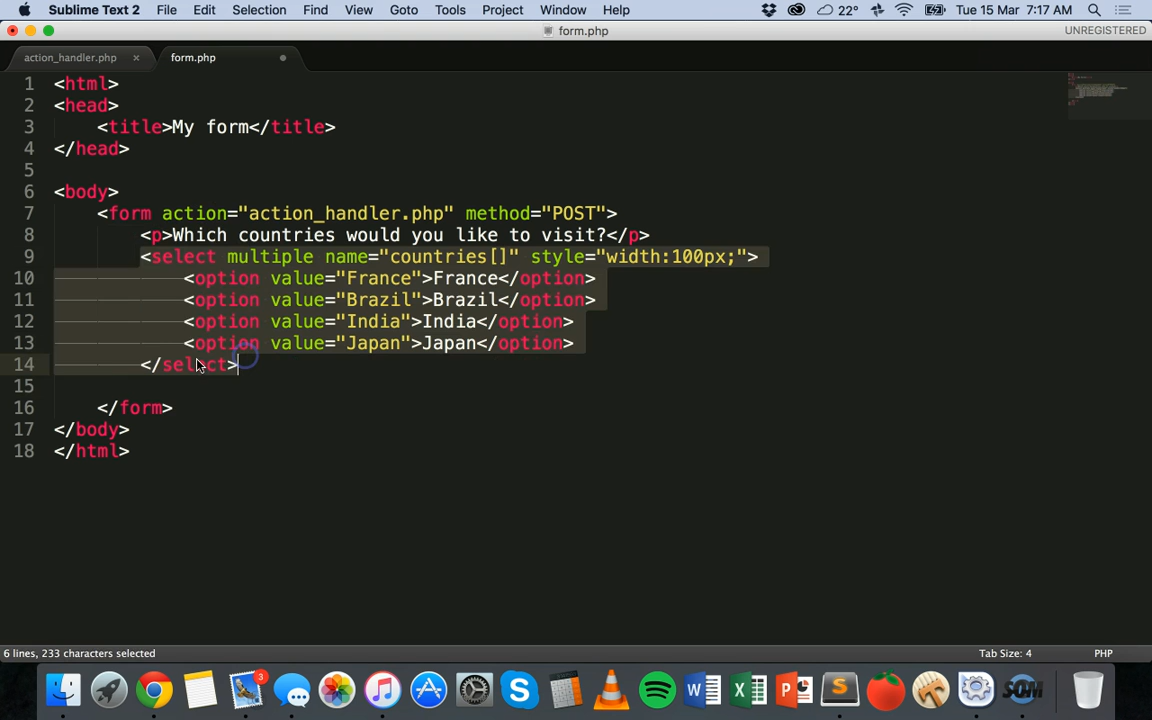 Sublime Text 2 File Edit Selection Find View Goto Tools Project Window Help 22° Tue 15 Mar 7:17 AM
form.php UNREGISTERED
action_handler.php × form.php
1 <html>
2 <head>
3 <title>My form</title>
4 </head>
5
6 <body>
7 <form action="action_handler.php" method="POST">
8 <p>Which countries would you like to visit?</p>
9 <select multiple name="countries[]" style="width:100px;">
10 <option value="France">France</option>
11 <option value="Brazil">Brazil</option>
12 <option value="India">India</option>
13 <option value="Japan">Japan</option>
14 </select>
15
16 </form>
17 </body>
18 </html>
6 lines, 233 characters selected Tab Size: 4 PHP
3
SOM